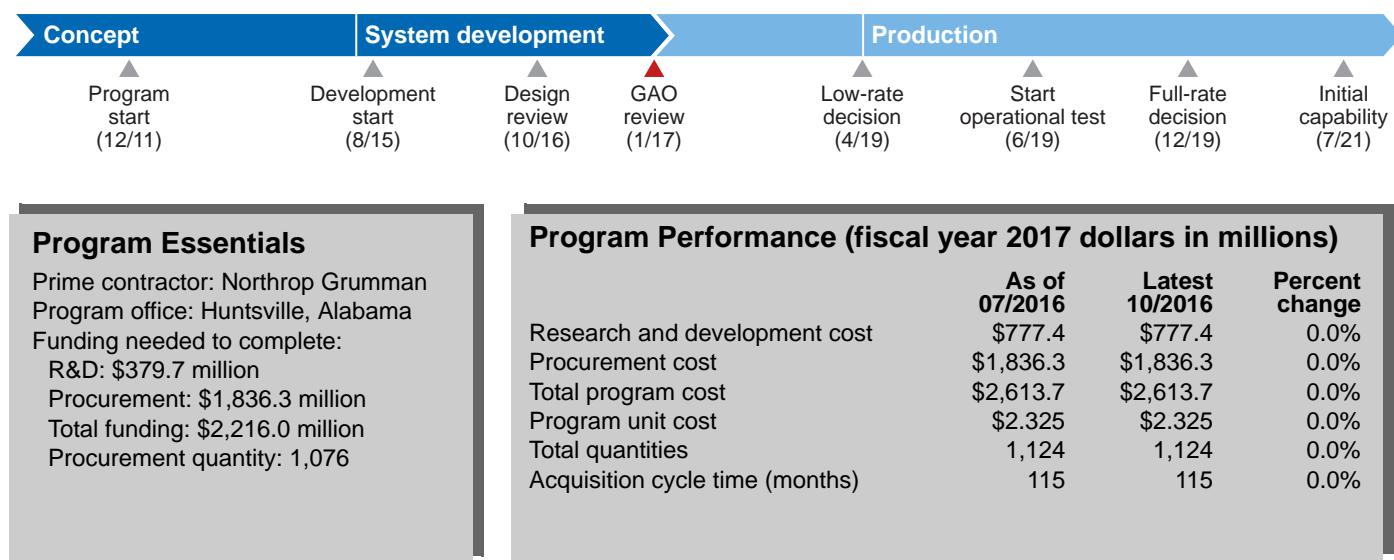 Concept
System development
Production
Program
start
(12/11)
Development
start
(8/15)
Design
review
(10/16)
GAO
review
(1/17)
Low-rate
decision
(4/19)
Start
operational test
(6/19)
Full-rate
decision
(12/19)
Initial
capability
(7/21)
Program Essentials
Prime contractor: Northrop Grumman
Program office: Huntsville, Alabama
Funding needed to complete:
R&D: $379.7 million
Procurement: $1,836.3 million
Total funding: $2,216.0 million
Procurement quantity: 1,076
Program Performance (fiscal year 2017 dollars in millions)
As of Latest Percent
07/2016 10/2016 change
Research and development cost $777.4 $777.4 0.0%
Procurement cost $1,836.3 $1,836.3 0.0%
Total program cost $2,613.7 $2,613.7 0.0%
Program unit cost $2.325 $2.325 0.0%
Total quantities 1,124 1,124 0.0%
Acquisition cycle time (months) 115 115 0.0%